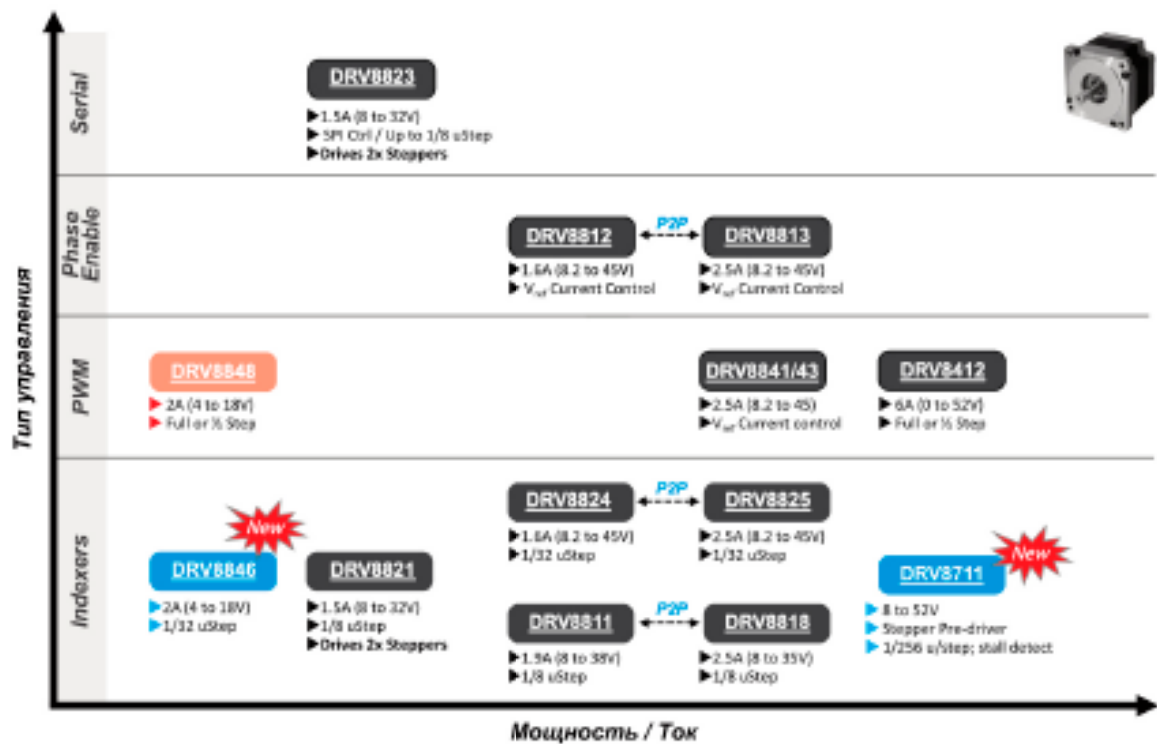 Тип управления
Serial
DRV8823
1.5A (8 to 32V)
SPI Ctrl / Up to 1/8 uStep
Drives 2x Steppers
Phase Enable
DRV8812
P2P
DRV8813
1.6A (8.2 to 45V)
Vref Current Control
2.5A (8.2 to 45V)
Vref Current Control
PWM
DRV8848
2A (4 to 18V)
Full or ½ Step
DRV8841/43
2.5A (8.2 to 45)
Vref Current control
DRV8412
6A (0 to 52V)
Full or ½ Step
Indexers
DRV8824
P2P
DRV8825
1.6A (8.2 to 45V)
1/32 uStep
2.5A (8.2 to 45V)
1/32 uStep
New
DRV8846
2A (4 to 18V)
1/32 uStep
DRV8821
1.5A (8 to 32V)
1/8 uStep
Drives 2x Steppers
New
DRV8711
8 to 52V
Stepper Pre-driver
1/256 u/step; stall detect
DRV8811
P2P
DRV8818
1.9A (8 to 38V)
1/8 uStep
2.5A (8 to 35V)
1/8 uStep
Мощность / Ток